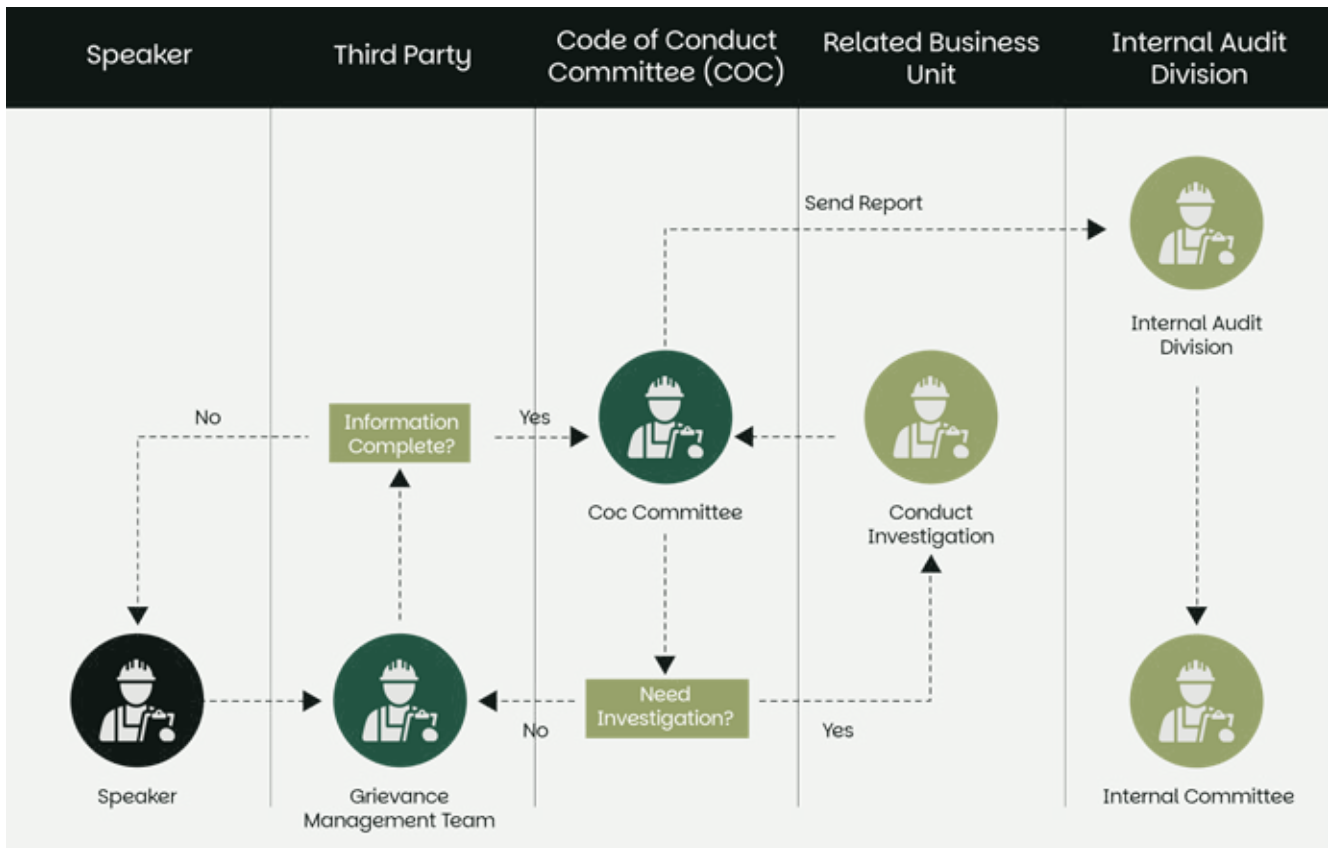 Speaker
Third Party
Code of Conduct
Committee (COC)
Related Business
Unit
Internal Audit
Division
Send Report
Internal Audit
Division
No
Information
Complete?
Yes
Coc Committee
Conduct
Investigation
Need
Investigation?
No
Yes
Speaker
Grievance
Management Team
Internal Committee